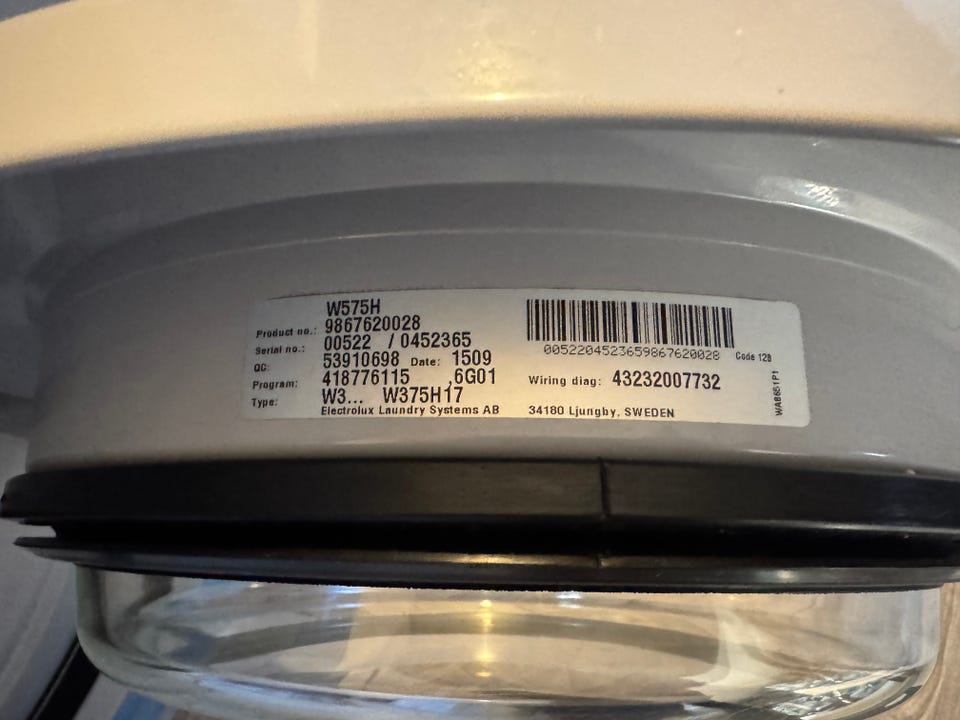 W575H
Product no.: 9867620028
Serial no.: 00522 / 0452365
QC: 53910698 Date: 1509
Program: 418776115 ,6G01
Type: W3... W375H17
Electrolux Laundry Systems AB 34180 Ljungby, SWEDEN
0052204523659867620028 Code 128
Wiring diag: 43232007732
WAB651P1